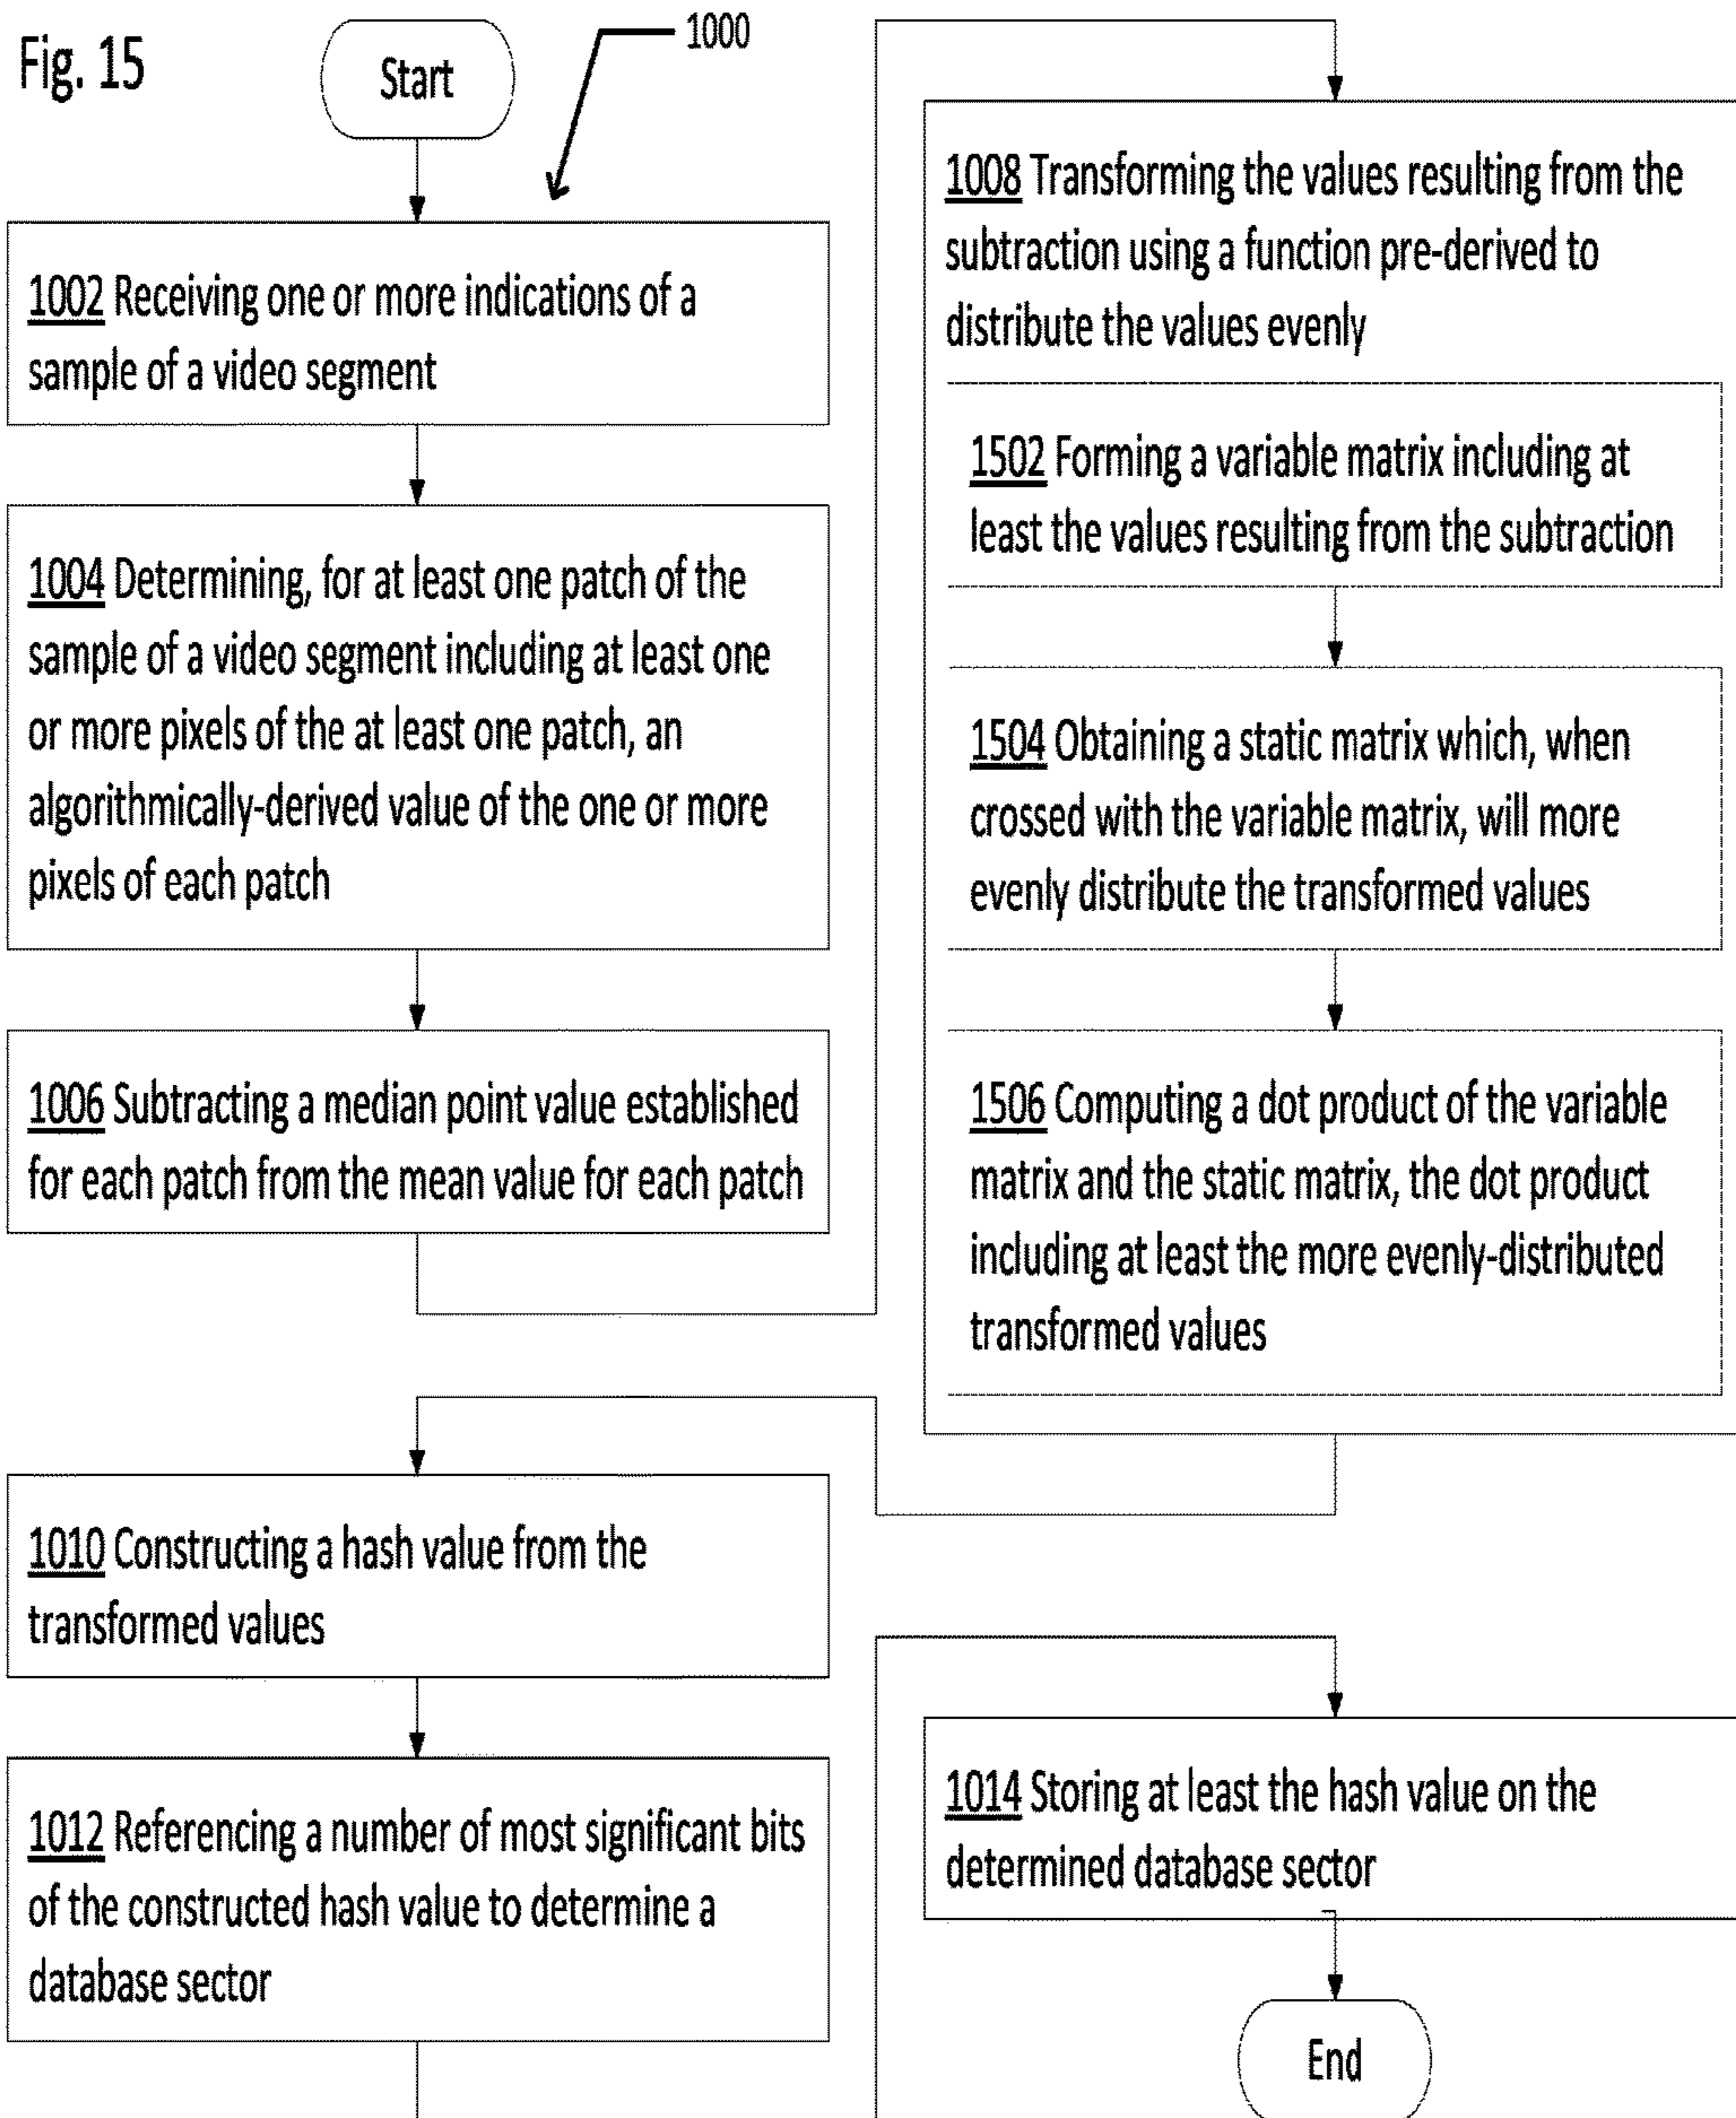 Fig. 15
Start
1000
1002 Receiving one or more indications of a
sample of a video segment
1004 Determining, for at least one patch of the
sample of a video segment including at least one
or more pixels of the at least one patch, an
algorithmically-derived value of the one or more
pixels of each patch
1006 Subtracting a median point value established
for each patch from the mean value for each patch
1008 Transforming the values resulting from the
subtraction using a function pre-derived to
distribute the values evenly
1502 Forming a variable matrix including at
least the values resulting from the subtraction
1504 Obtaining a static matrix which, when
crossed with the variable matrix, will more
evenly distribute the transformed values
1506 Computing a dot product of the variable
matrix and the static matrix, the dot product
including at least the more evenly-distributed
transformed values
1010 Constructing a hash value from the
transformed values
1012 Referencing a number of most significant bits
of the constructed hash value to determine a
database sector
1014 Storing at least the hash value on the
determined database sector
End